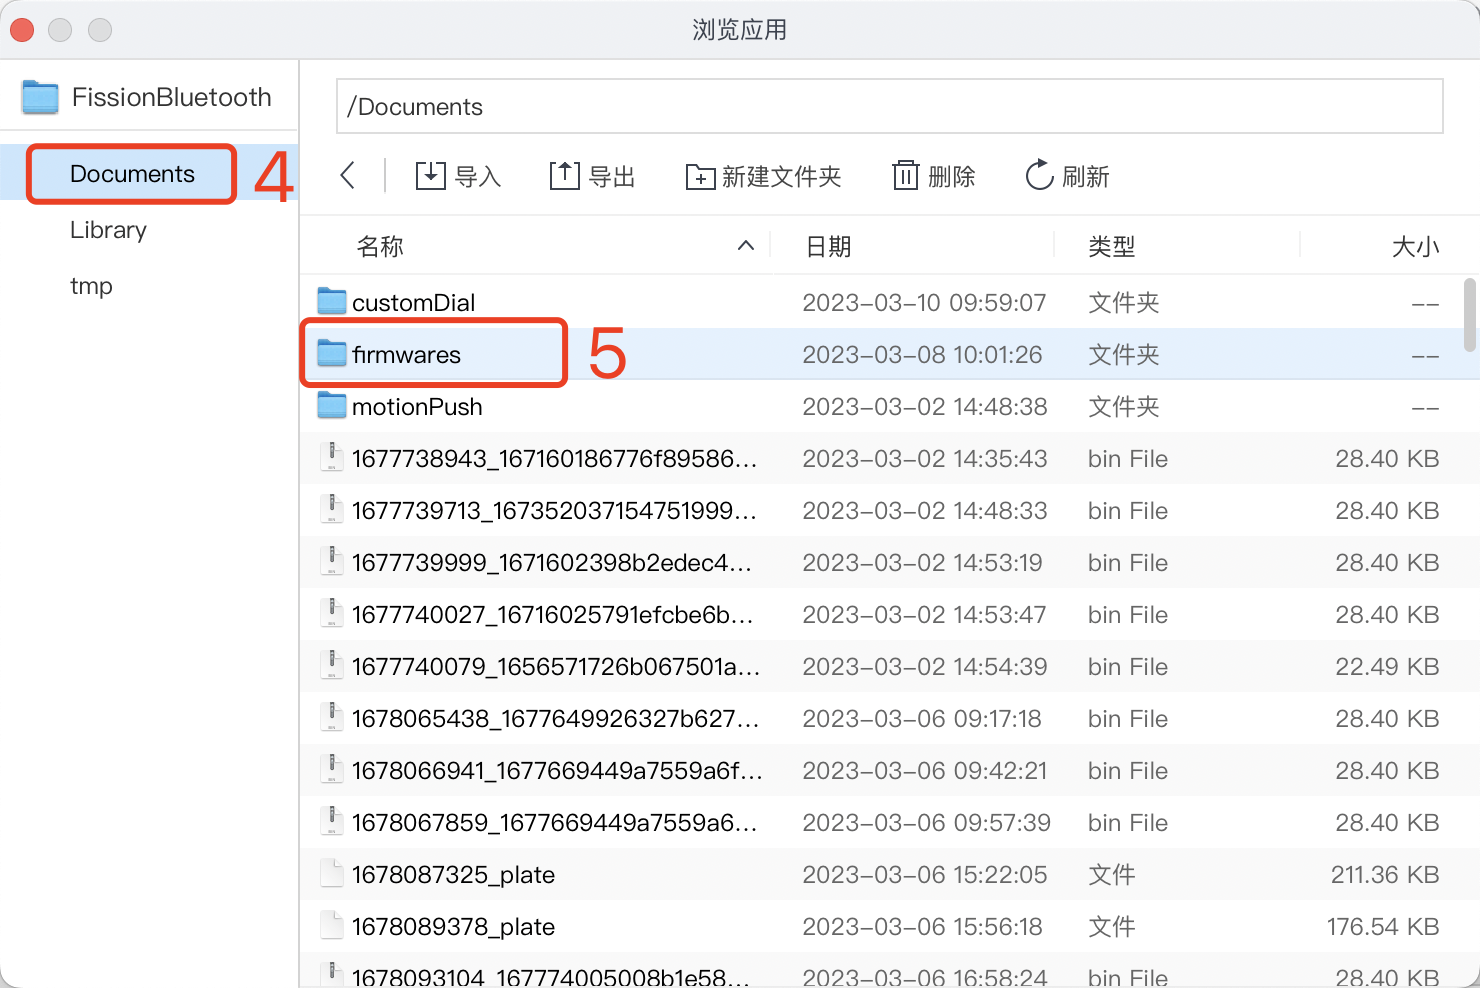 浏览应用
FissionBluetooth
Documents 4
Library
tmp
/Documents
导入 导出 新建文件夹 删除 刷新
名称 日期 类型 大小
customDial 2023-03-10 09:59:07 文件夹 --
firmwares 5 2023-03-08 10:01:26 文件夹 --
motionPush 2023-03-02 14:48:38 文件夹 --
1677738943_167160186776f89586... 2023-03-02 14:35:43 bin File 28.40 KB
1677739713_167352037154751999... 2023-03-02 14:48:33 bin File 28.40 KB
1677739999_1671602398b2edec4... 2023-03-02 14:53:19 bin File 28.40 KB
1677740027_16716025791efcbe6b... 2023-03-02 14:53:47 bin File 28.40 KB
1677740079_1656571726b067501a... 2023-03-02 14:54:39 bin File 22.49 KB
1678065438_1677649926327b627... 2023-03-06 09:17:18 bin File 28.40 KB
1678066941_1677669449a7559a6f... 2023-03-06 09:42:21 bin File 28.40 KB
1678067859_1677669449a7559a6... 2023-03-06 09:57:39 bin File 28.40 KB
1678087325_plate 2023-03-06 15:22:05 文件 211.36 KB
1678089378_plate 2023-03-06 15:56:18 文件 176.54 KB
1678093104_167774005008b1e58... 2023-03-06 16:58:24 bin File 28.40 KB